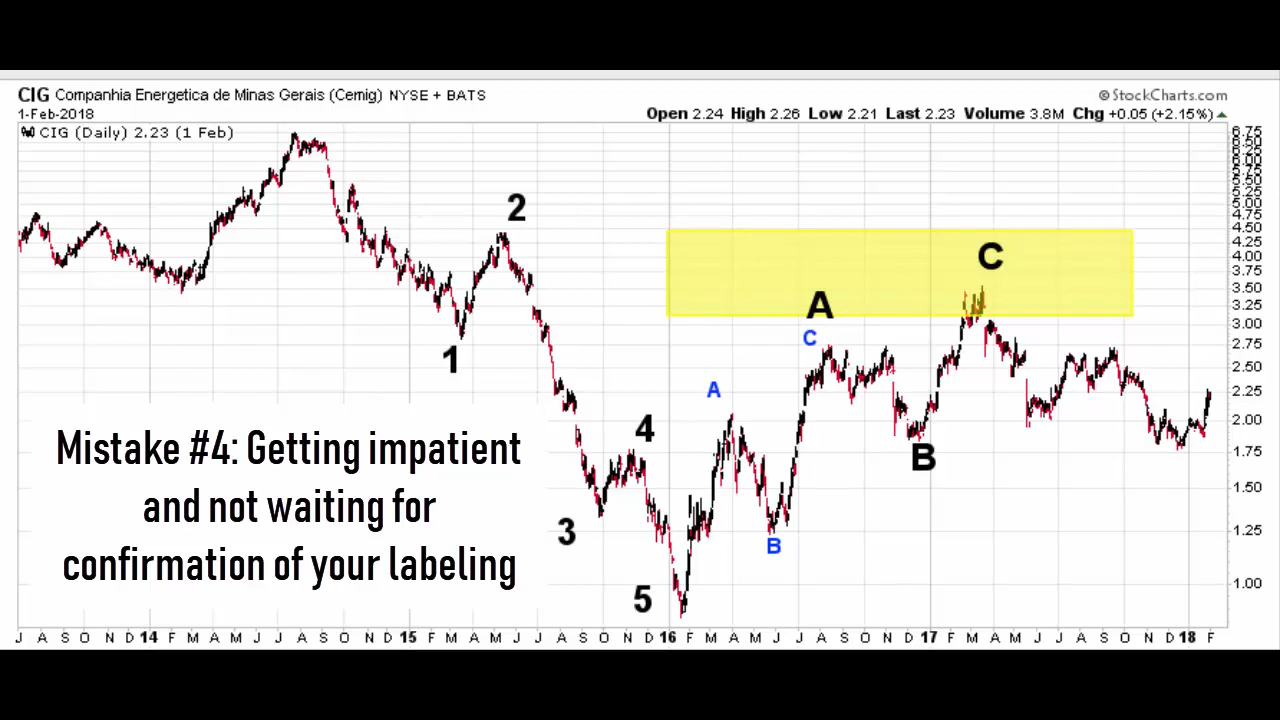 CIG Companhia Energetica de Minas Gerais (Cemig) NYSE + BATS
© StockCharts.com
1-Feb-2018
Open 2.24 High 2.26 Low 2.21 Last 2.23 Volume 3.8M Chg +0.05 (+2.15%)
CIG (Daily) 2.23 (1 Feb)
6.75
6.50
6.25
6.00
5.75
5.50
5.25
5.00
4.75
4.50
4.25
4.00
3.75
3.50
3.25
3.00
2.75
2.50
2.25
2.00
1.75
1.50
1.25
1.00
2
C
A
C
1
A
4
B
3
B
5
Mistake #4: Getting impatient
and not waiting for
confirmation of your labeling
J A S O N D 14 F M A M J J A S O N D 15 F M A M J J A S O N D 16 F M A M J J A S O N D 17 F M A M J J A S O N D 18 F